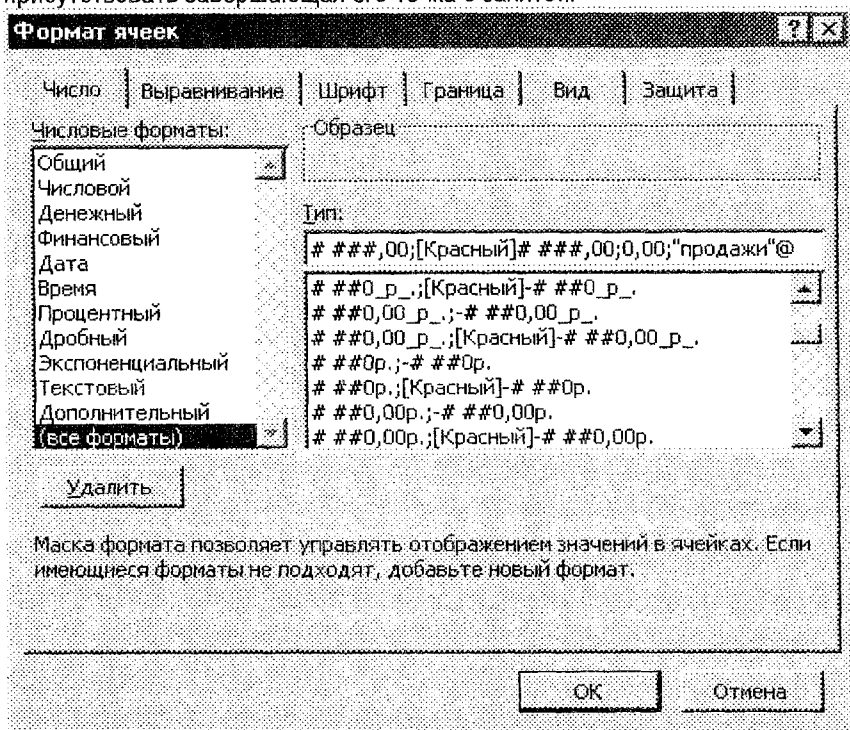 Формат ячеек
Число Выравнивание Шрифт Граница Вид Защита
Числовые форматы:
Образец
Общий
Числовой
Денежный
Финансовый
Дата
Время
Процентный
Дробный
Экспоненциальный
Текстовый
Дополнительный
(все форматы)
Тип:
# ###,00;[Красный]# ###,00;0,00;"продажи"@
# ##0_р_.;[Красный]-# ##0_р_.
# ##0,00_р_.;-# ##0,00_р_.
# ##0,00_р_.;[Красный]-# ##0,00_р_.
# ##0р.;-# ##0р.
# ##0р.;[Красный]-# ##0р.
# ##0,00р.;-# ##0,00р.
# ##0,00р.;[Красный]-# ##0,00р.
Удалить
Маска формата позволяет управлять отображением значений в ячейках. Если
имеющиеся форматы не подходят, добавьте новый формат.
ОК Отмена